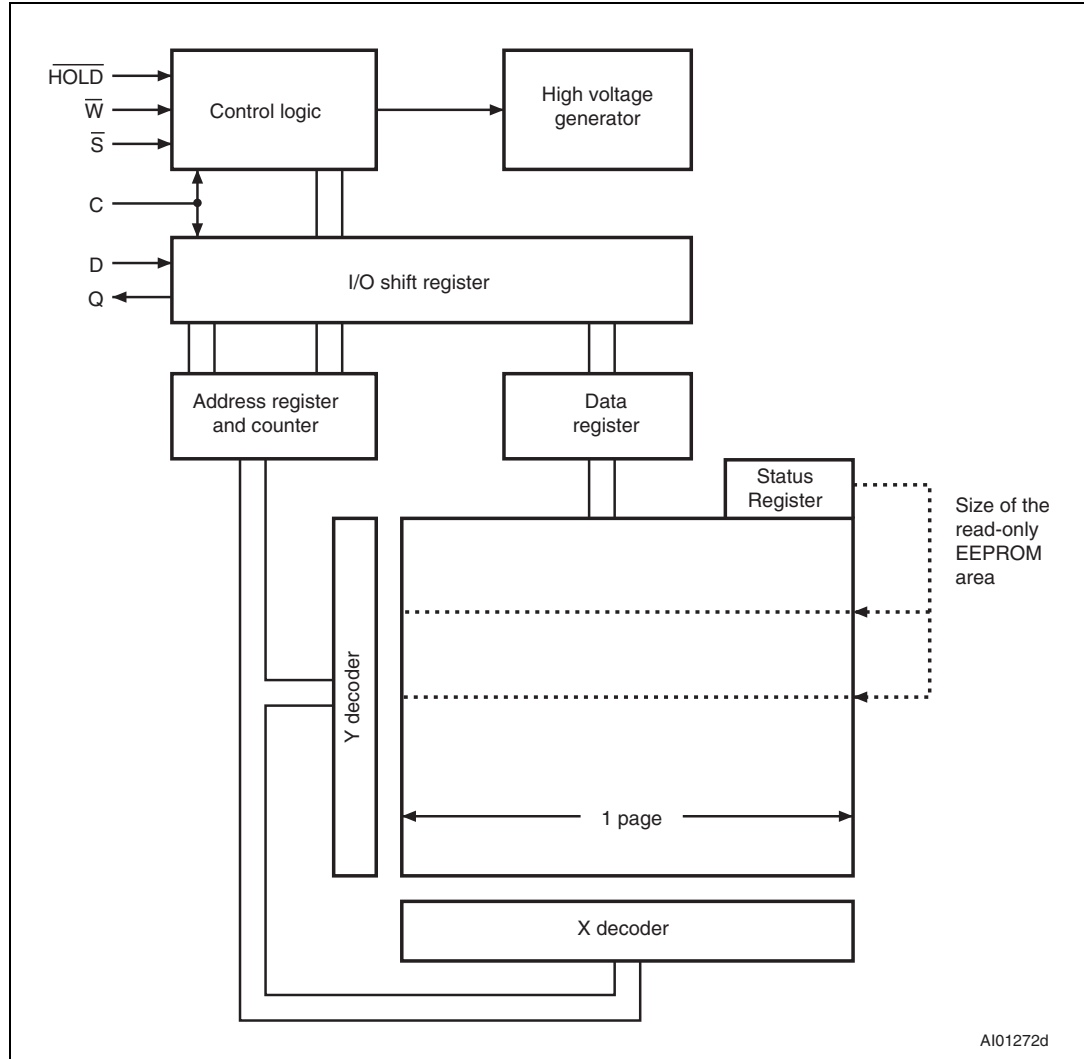 HOLD
W
S
C
D
Q
Control logic
High voltage
generator
I/O shift register
Address register
and counter
Data
register
Status
Register
Size of the
read-only
EEPROM
area
Y decoder
1 page
X decoder
AI01272d